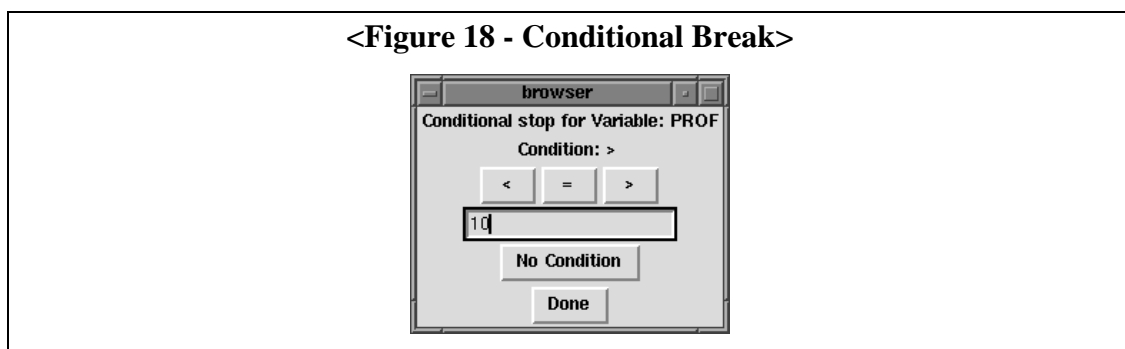 <Figure 18 - Conditional Break>
browser
Conditional stop for Variable: PROF
Condition: >
< = >
10
No Condition
Done